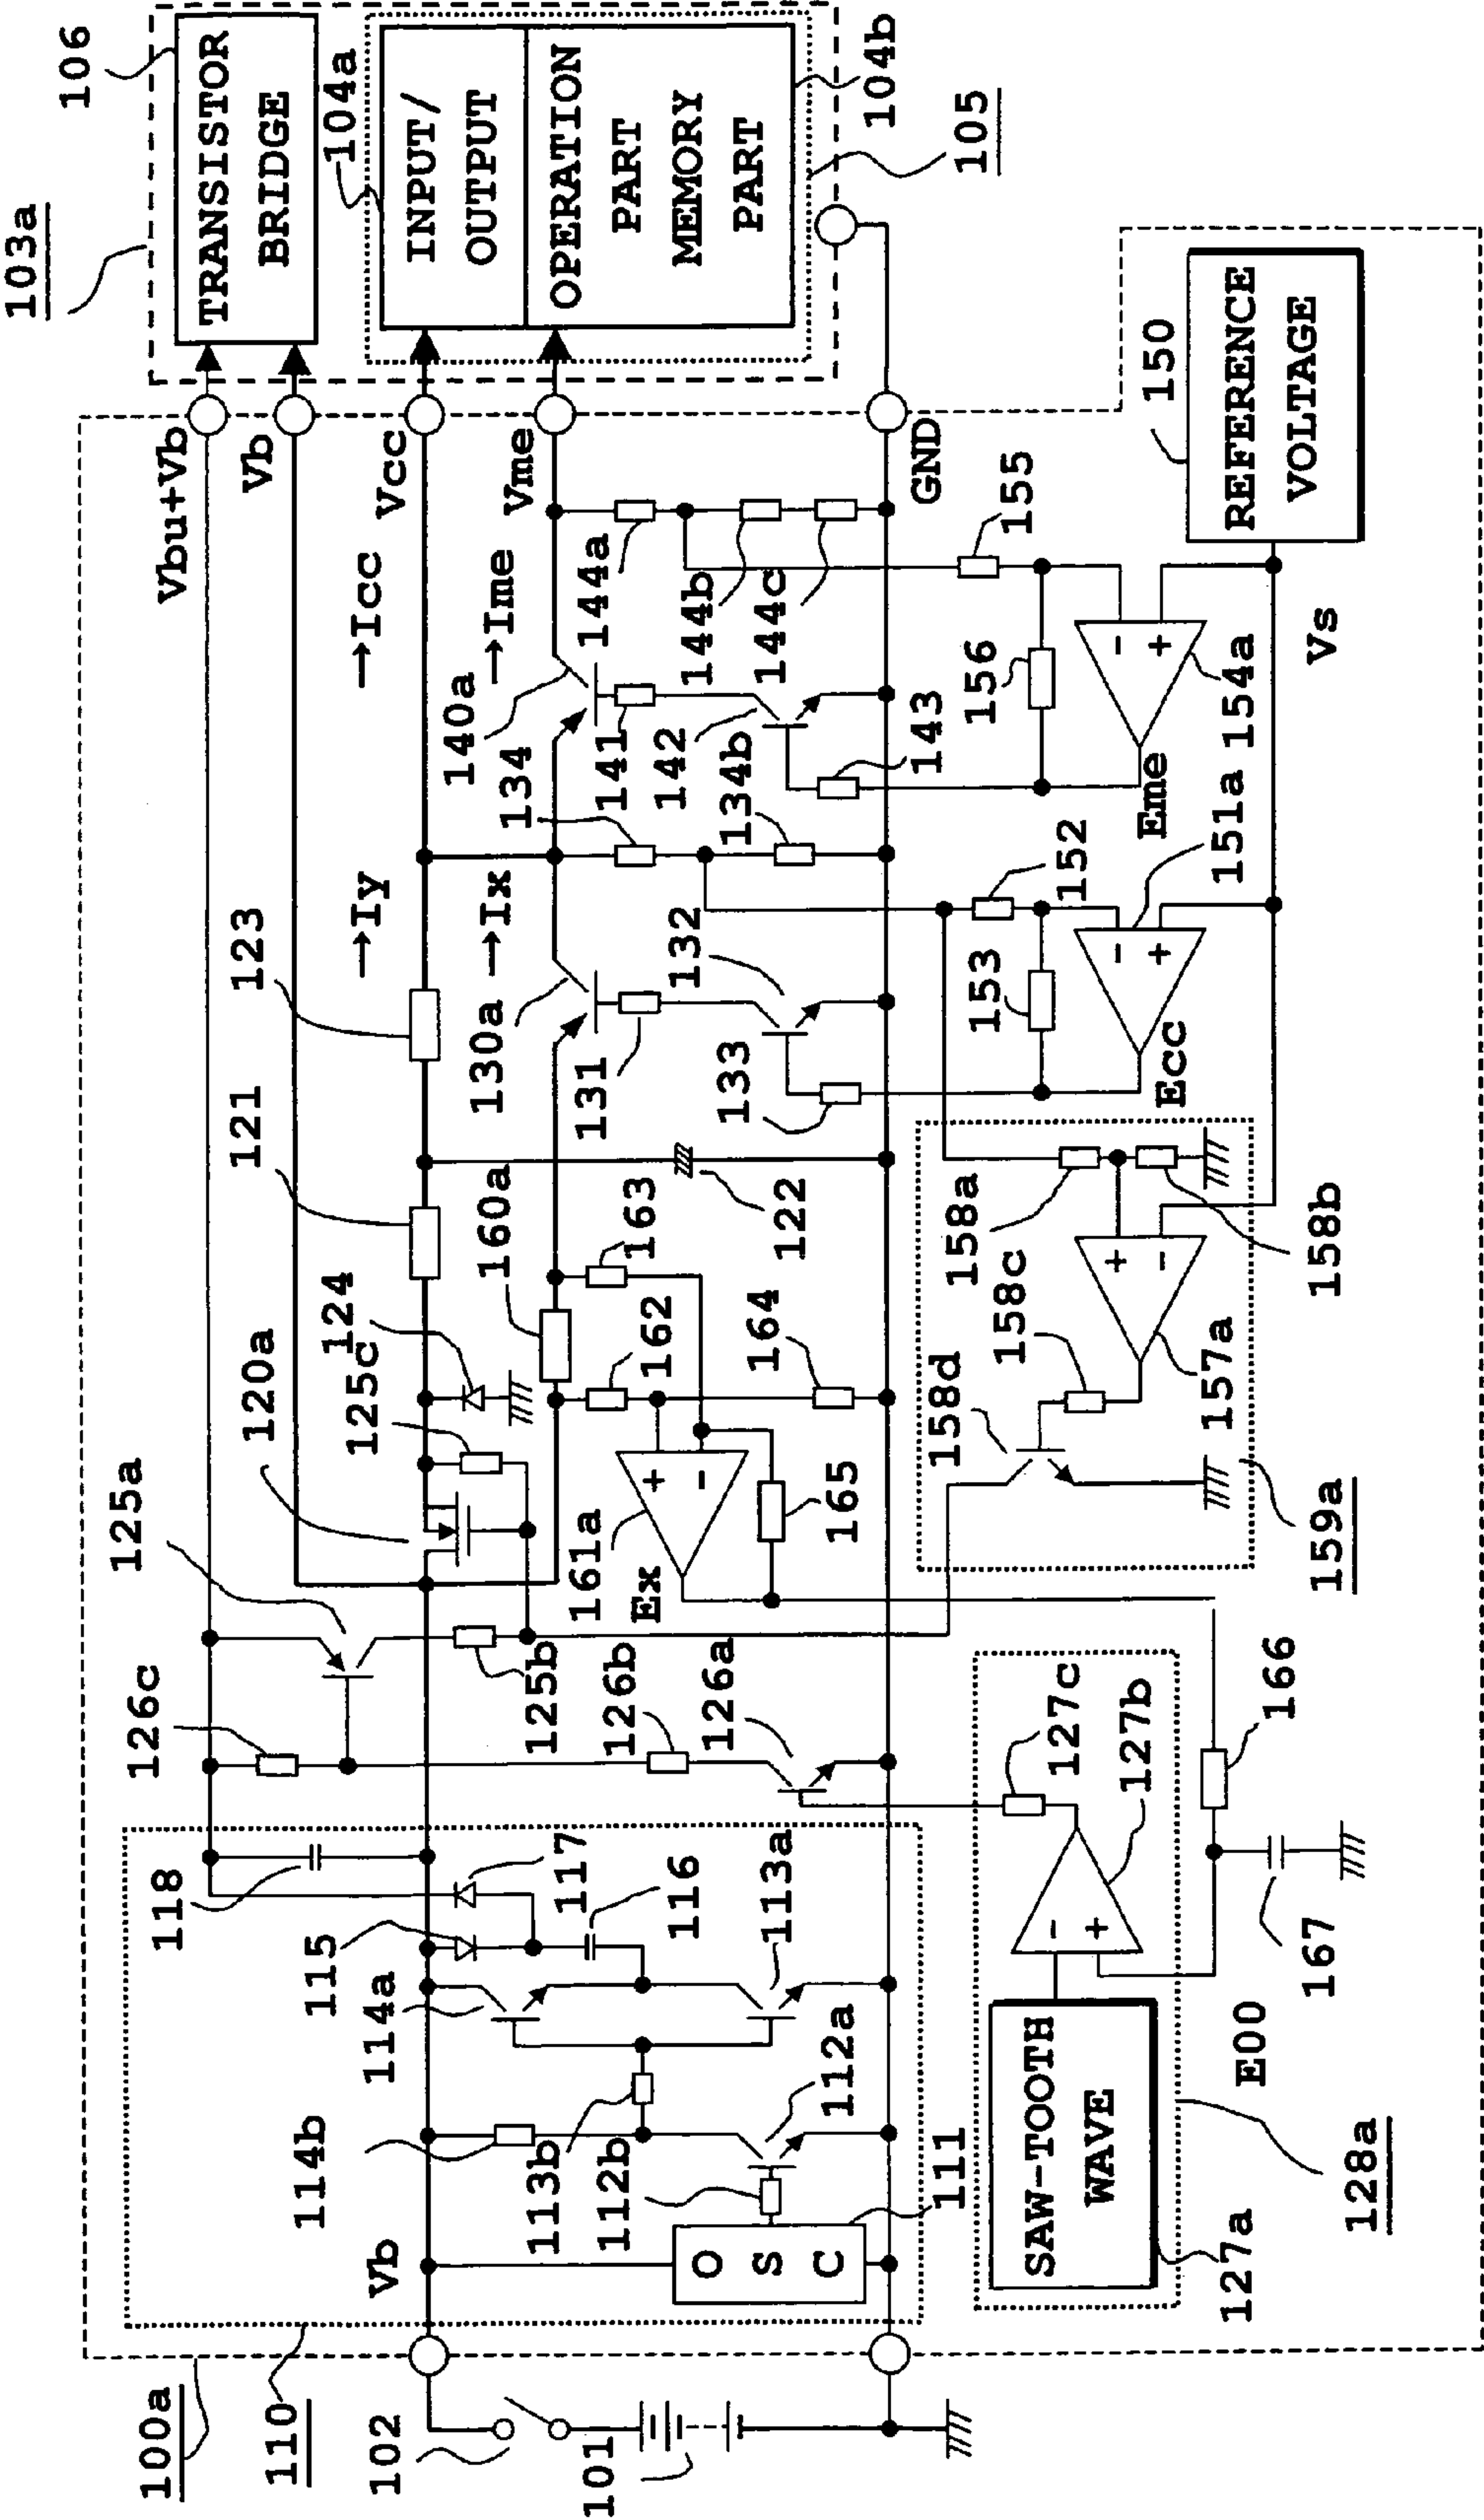 103a
106
TRANSISTOR
BRIDGE
104a
INPUT/
OUTPUT
OPERATION
PART
MEMORY
PART
104b
105
Vbu+Vb
Vb
Vcc
Vme
GND
→Icc
→Ime
→Iy
→Ix
123
121
124
125c
120a
125a
126c
118
115
114a
114b
Vb
117
116
113a
113b
112b
112a
111
O
S
C
110
100a
102
101
140a
134
141
142
144a
144b
144c
134b
143
130a
131
132
133
160a
163
122
162
164
161a
Ex
165
125b
126b
126a
155
156
154a
Eme
151a
152
153
Ecc
Vs
150
REFERENCE
VOLTAGE
158a
158b
158c
158d
157a
159a
127c
127b
166
167
E00
SAW-TOOTH
WAVE
127a
128a